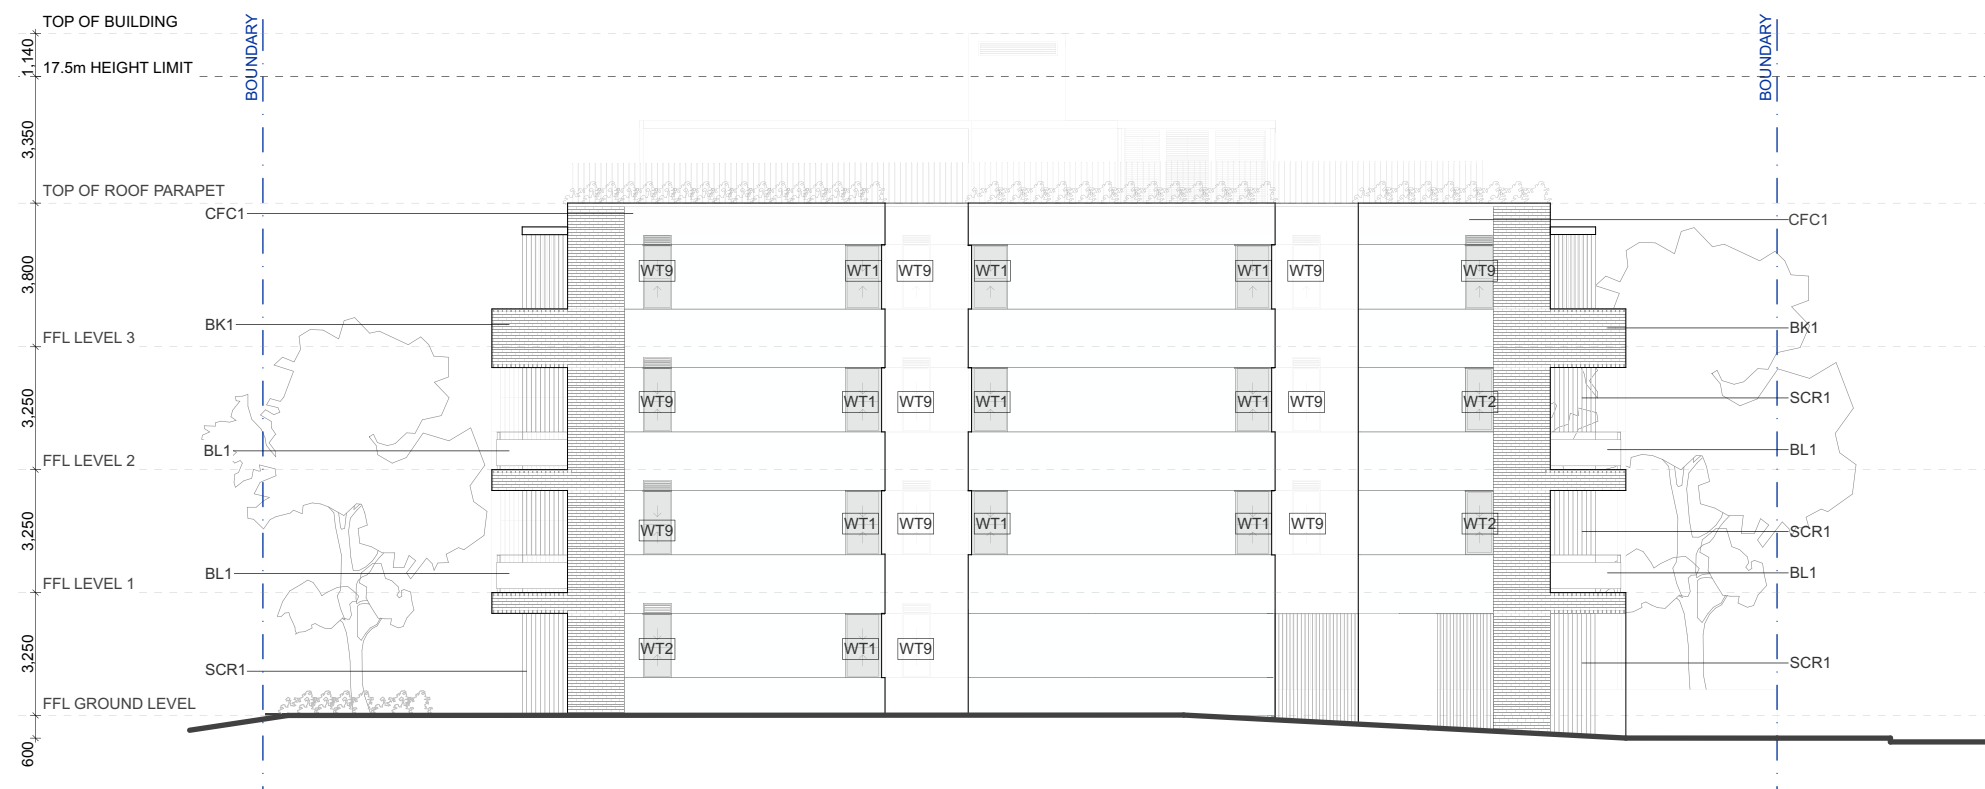 TOP OF BUILDING
BOUNDARY
BOUNDARY
1,140
17.5m HEIGHT LIMIT
3,350
TOP OF ROOF PARAPET
CFC1
CFC1
3,800
WT9 WT1 WT9 WT1 WT1 WT9 WT9
BK1
BK1
FFL LEVEL 3
3,250
WT9 WT1 WT9 WT1 WT1 WT9 WT2
SCR1
BL1
BL1
FFL LEVEL 2
3,250
WT9 WT1 WT9 WT1 WT1 WT9 WT2
SCR1
BL1
BL1
FFL LEVEL 1
3,250
WT2 WT1 WT9
SCR1
SCR1
FFL GROUND LEVEL
600